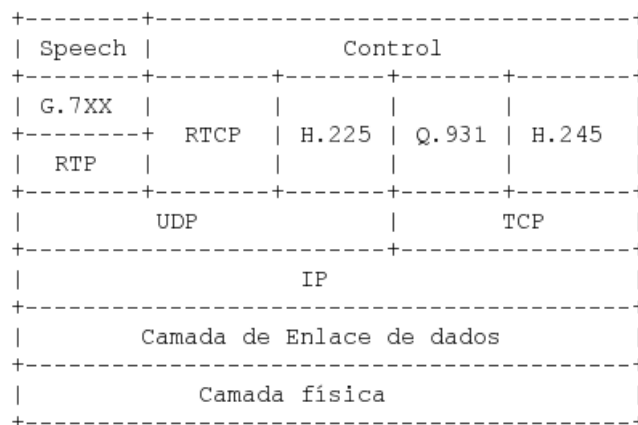 +--------+---------------------------------+
| Speech |                Control
+--------+----------+-------+-------+--------+
| G.7XX  |          |       |       |
+--------+   RTCP   | H.225 | Q.931 | H.245
|  RTP   |          |       |       |
+--------+----------+-------+-------+--------+
|            UDP            |       TCP
+---------------------------+----------------+
|                     IP
+--------------------------------------------+
|        Camada de Enlace de dados
+--------------------------------------------+
|            Camada física
+--------------------------------------------+